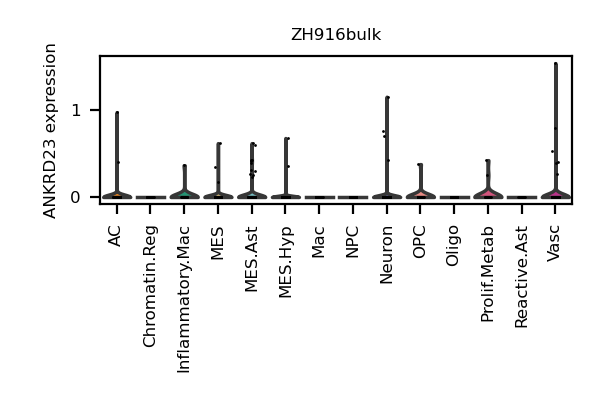 ZH916bulk
ANKRD23 expression
1
0
AC
Chromatin.Reg
Inflammatory.Mac
MES
MES.Ast
MES.Hyp
Mac
NPC
Neuron
OPC
Oligo
Prolif.Metab
Reactive.Ast
Vasc